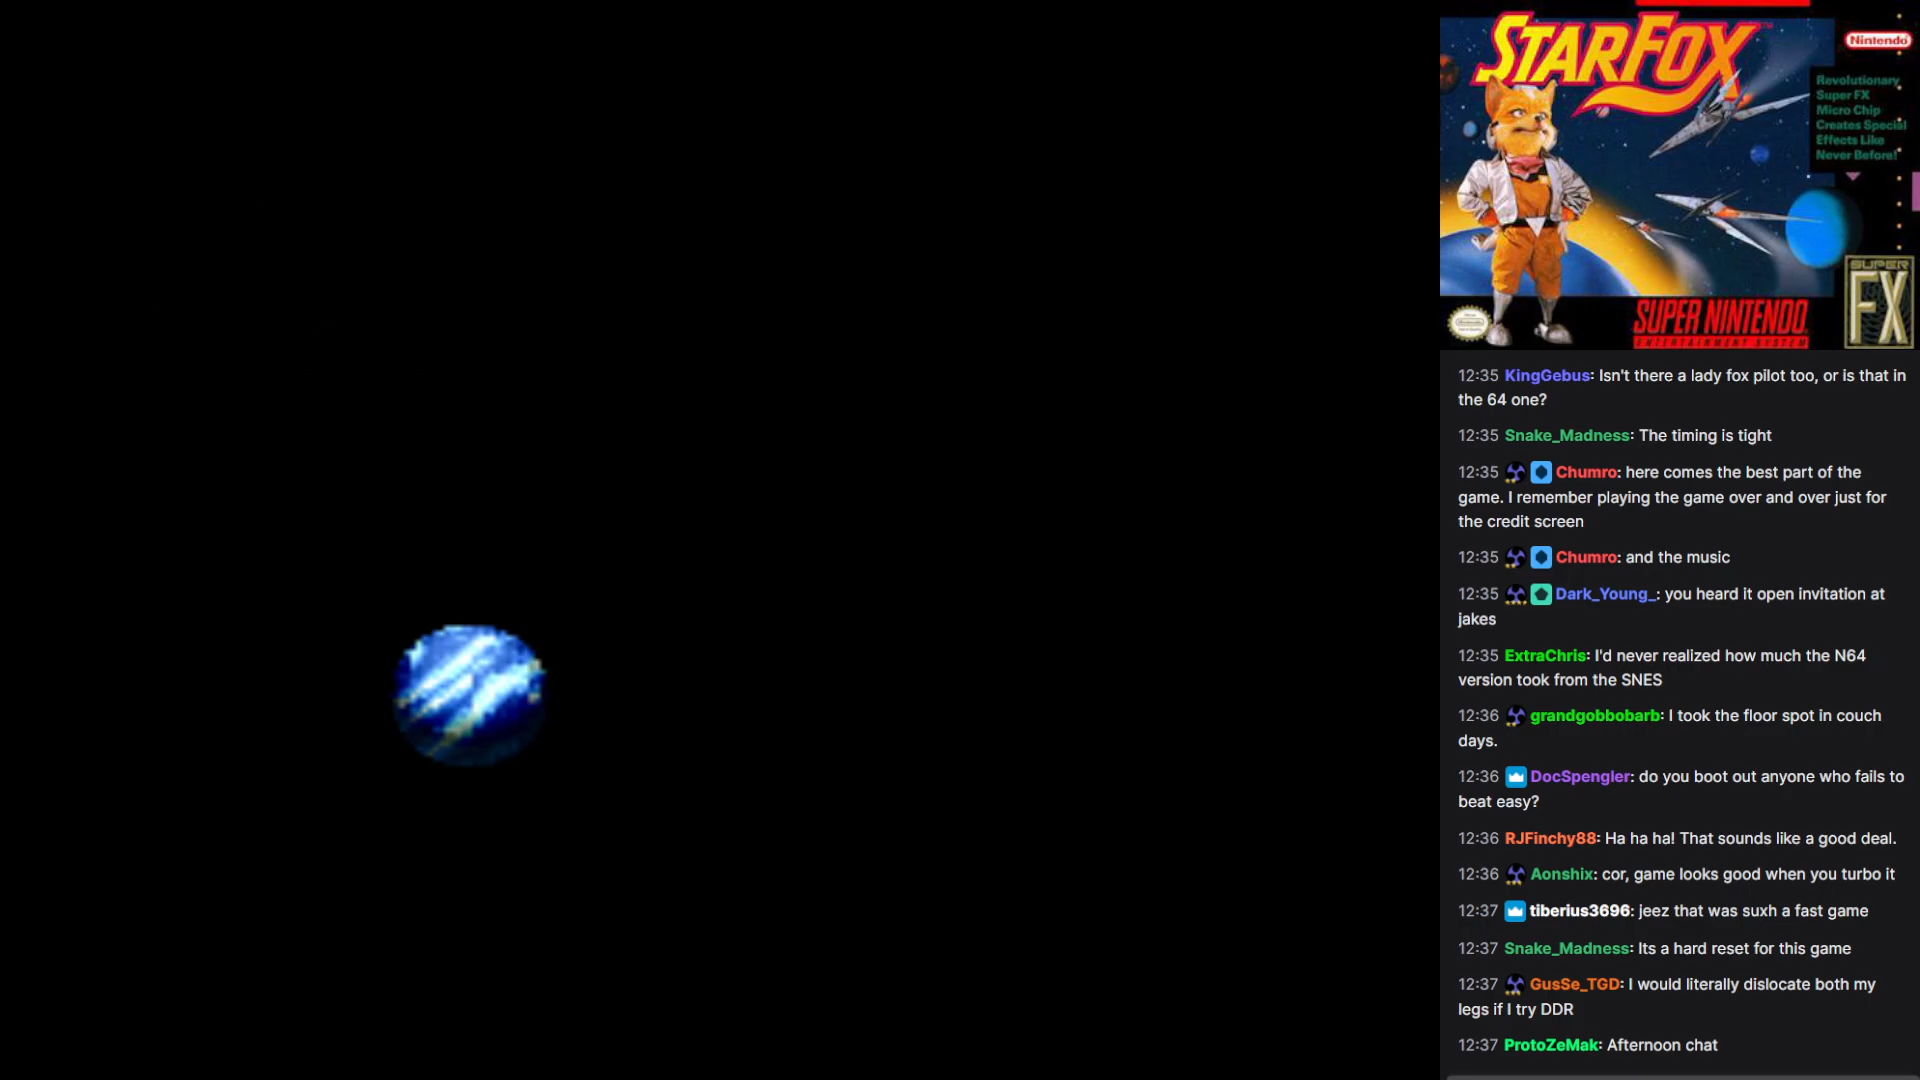 STARFOX
Nintendo
Revolutionary
Super FX
Micro Chip
Creates Special
Effects Like
Never Before!
SUPER
FX
SUPER NINTENDO
ENTERTAINMENT SYSTEM
12:35 KingGebus: Isn't there a lady fox pilot too, or is that in
the 64 one?
12:35 Snake_Madness: The timing is tight
12:35 Chumro: here comes the best part of the
game. I remember playing the game over and over just for
the credit screen
12:35 Chumro: and the music
12:35 Dark_Young_: you heard it open invitation at
jakes
12:35 ExtraChris: I'd never realized how much the N64
version took from the SNES
12:36 grandgobbobarb: I took the floor spot in couch
days.
12:36 DocSpengler: do you boot out anyone who fails to
beat easy?
12:36 RJFinchy88: Ha ha ha! That sounds like a good deal.
12:36 Aonshix: cor, game looks good when you turbo it
12:37 tiberius3696: jeez that was suxh a fast game
12:37 Snake_Madness: Its a hard reset for this game
12:37 GusSe_TGD: I would literally dislocate both my
legs if I try DDR
12:37 ProtoZeMak: Afternoon chat